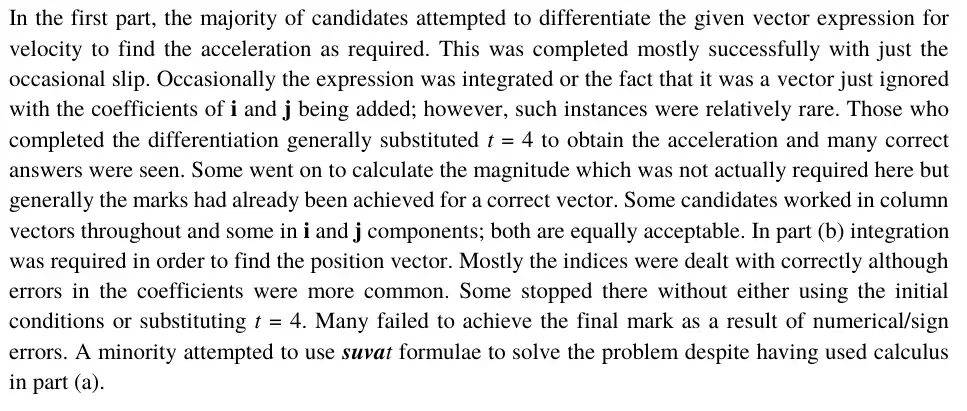 In the first part, the majority of candidates attempted to differentiate the given vector expression for
velocity to find the acceleration as required. This was completed mostly successfully with just the
occasional slip. Occasionally the expression was integrated or the fact that it was a vector just ignored
with the coefficients of i and j being added; however, such instances were relatively rare. Those who
completed the differentiation generally substituted t = 4 to obtain the acceleration and many correct
answers were seen. Some went on to calculate the magnitude which was not actually required here but
generally the marks had already been achieved for a correct vector. Some candidates worked in column
vectors throughout and some in i and j components; both are equally acceptable. In part (b) integration
was required in order to find the position vector. Mostly the indices were dealt with correctly although
errors in the coefficients were more common. Some stopped there without either using the initial
conditions or substituting t = 4. Many failed to achieve the final mark as a result of numerical/sign
errors. A minority attempted to use suvat formulae to solve the problem despite having used calculus
in part (a).